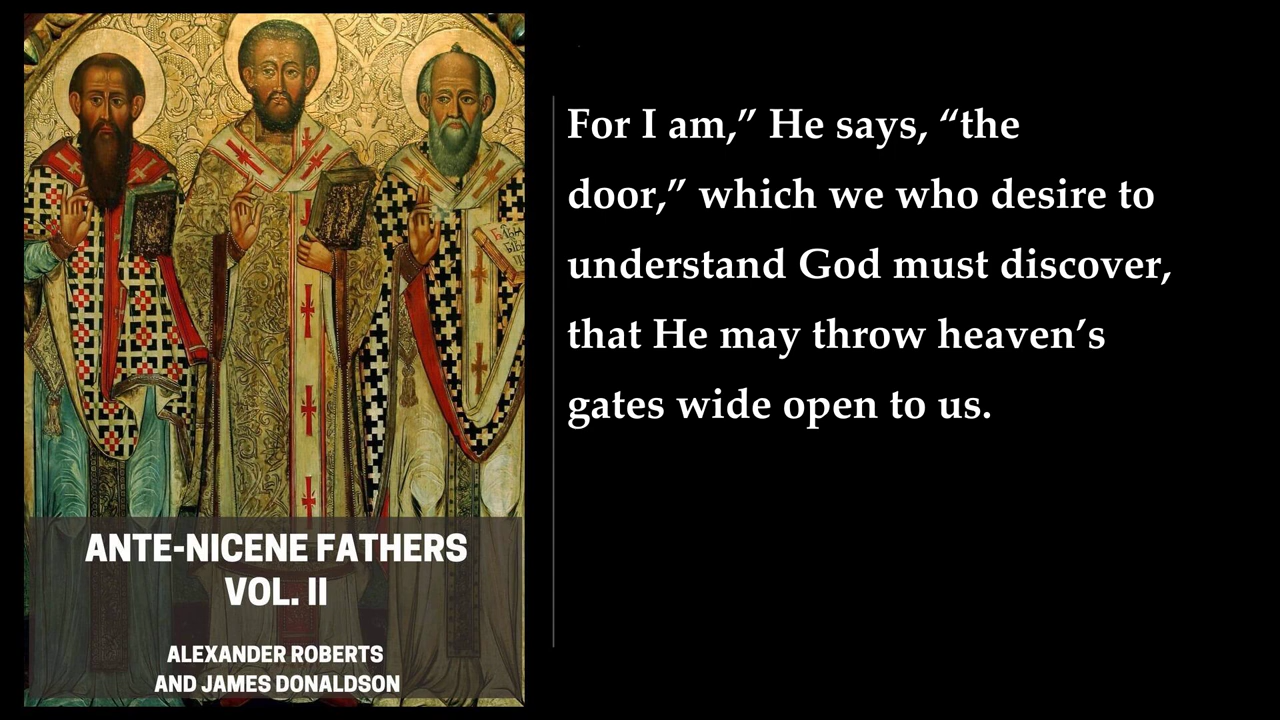 For I am,” He says, “the
door,” which we who desire to
understand God must discover,
that He may throw heaven’s
gates wide open to us.
ANTE-NICENE FATHERS
VOL. II
ALEXANDER ROBERTS
AND JAMES DONALDSON